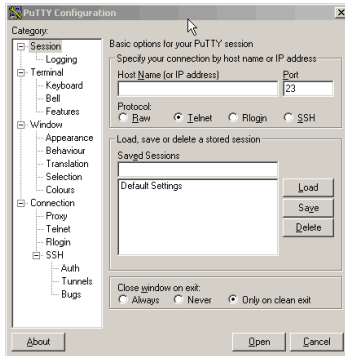 PuTTY Configuration
Category:
Session
Logging
Terminal
Keyboard
Bell
Features
Window
Appearance
Behaviour
Translation
Selection
Colours
Connection
Proxy
Telnet
Rlogin
SSH
Auth
Tunnels
Bugs
Basic options for your PuTTY session
Specify your connection by host name or IP address
Host Name (or IP address) Port
23
Protocol:
Raw Telnet Rlogin SSH
Load, save or delete a stored session
Saved Sessions
Default Settings
Load
Save
Delete
Close window on exit:
Always Never Only on clean exit
About Open Cancel